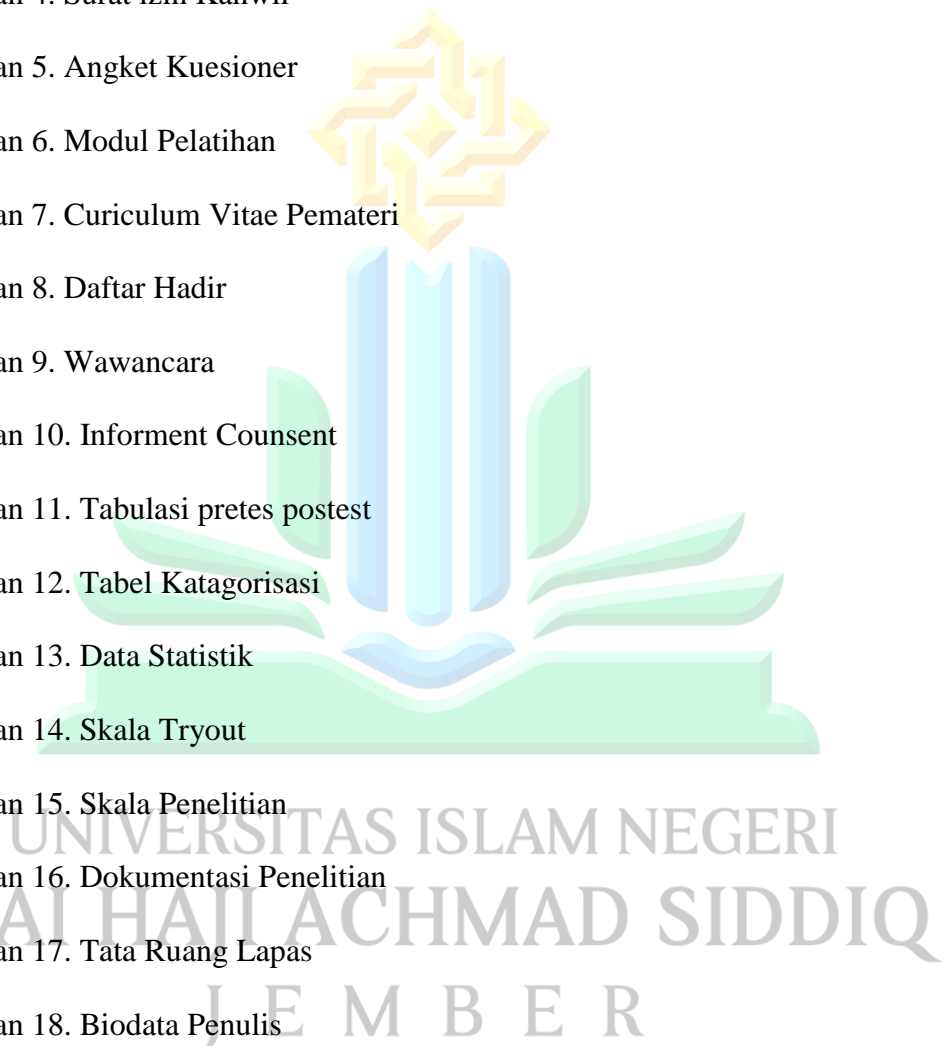 an 4. Surat Izin Kanwil
an 5. Angket Kuesioner
an 6. Modul Pelatihan
an 7. Curiculum Vitae Pemateri
an 8. Daftar Hadir
an 9. Wawancara
an 10. Informent Counsent
an 11. Tabulasi pretes postest
an 12. Tabel Katagorisasi
an 13. Data Statistik
an 14. Skala Tryout
an 15. Skala Penelitian
UNIVERSITAS ISLAM NEGERI
an 16. Dokumentasi Penelitian
AI HAJI ACHMAD SIDDIQ
an 17. Tata Ruang Lapas
JEMBER
an 18. Biodata Penulis